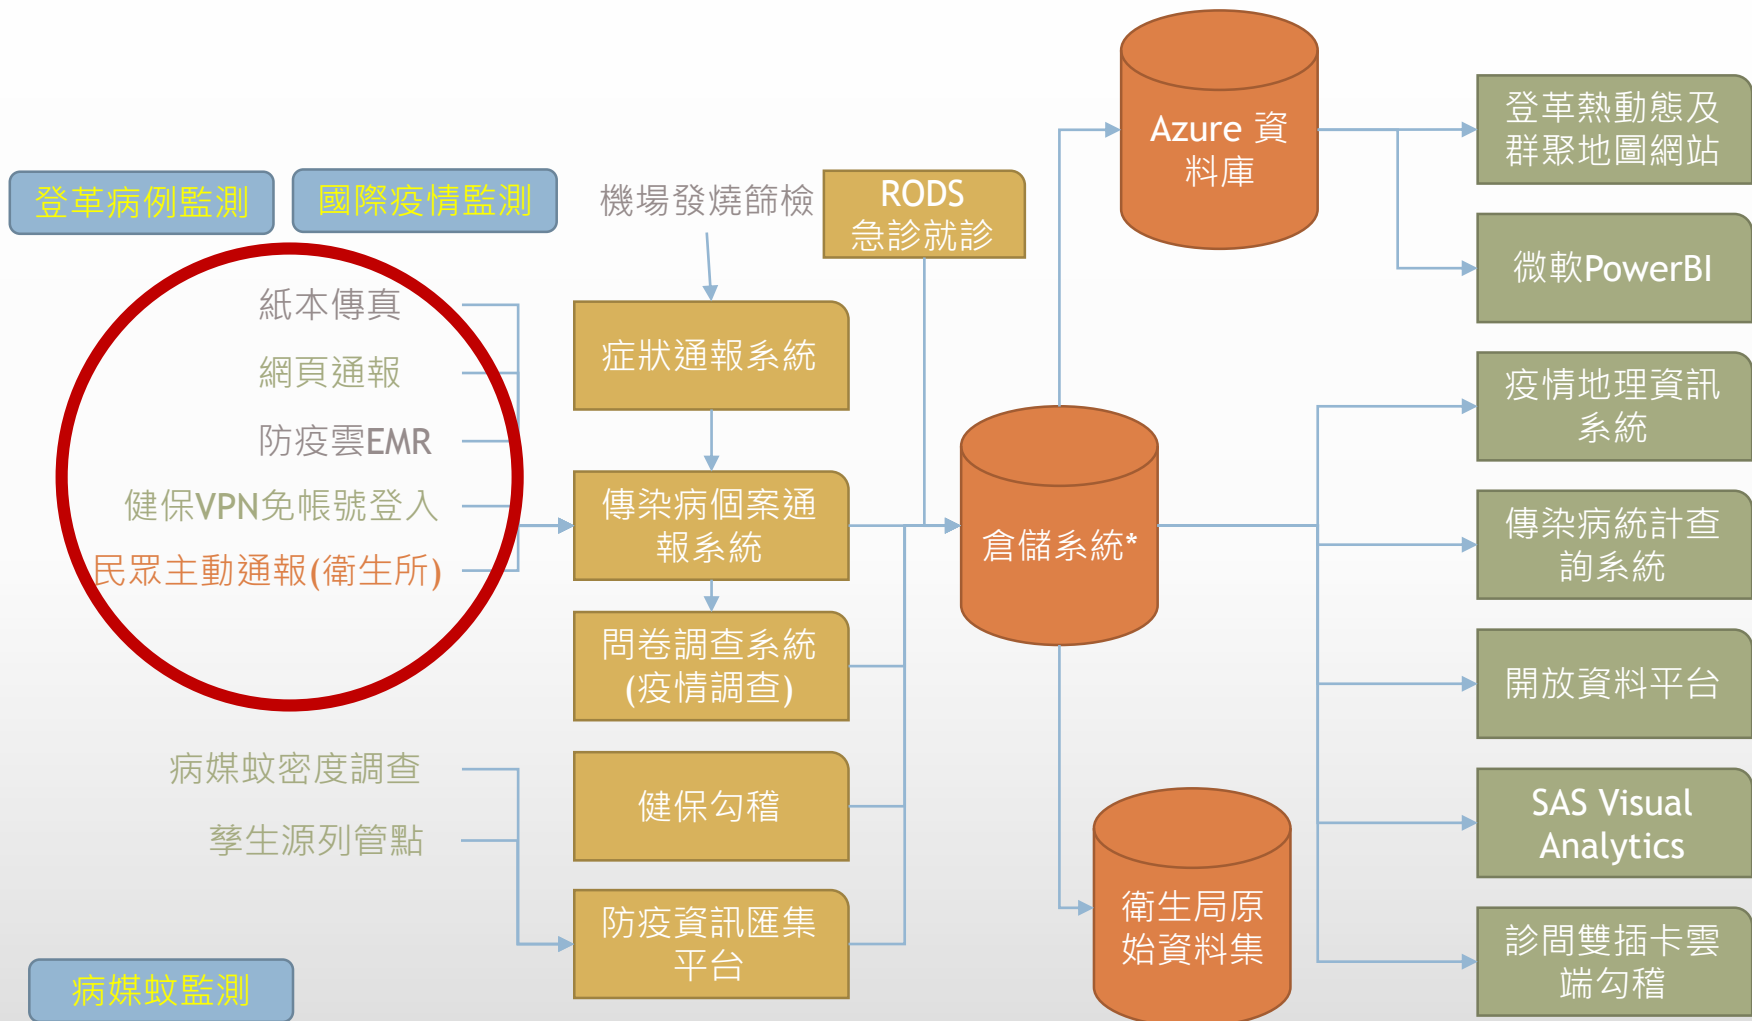 登革病例監測
國際疫情監測
機場發燒篩檢
RODS
急診就診
紙本傳真
網頁通報
防疫雲EMR
健保VPN免帳號登入
民眾主動通報(衛生所)
病媒蚊密度調查
孳生源列管點
病媒蚊監測
症狀通報系統
傳染病個案通
報系統
問卷調查系統
(疫情調查)
健保勾稽
防疫資訊匯集
平台
倉儲系統*
Azure 資
料庫
衛生局原
始資料集
登革熱動態及
群聚地圖網站
微軟PowerBI
疫情地理資訊
系統
傳染病統計查
詢系統
開放資料平台
SAS Visual
Analytics
診間雙插卡雲
端勾稽